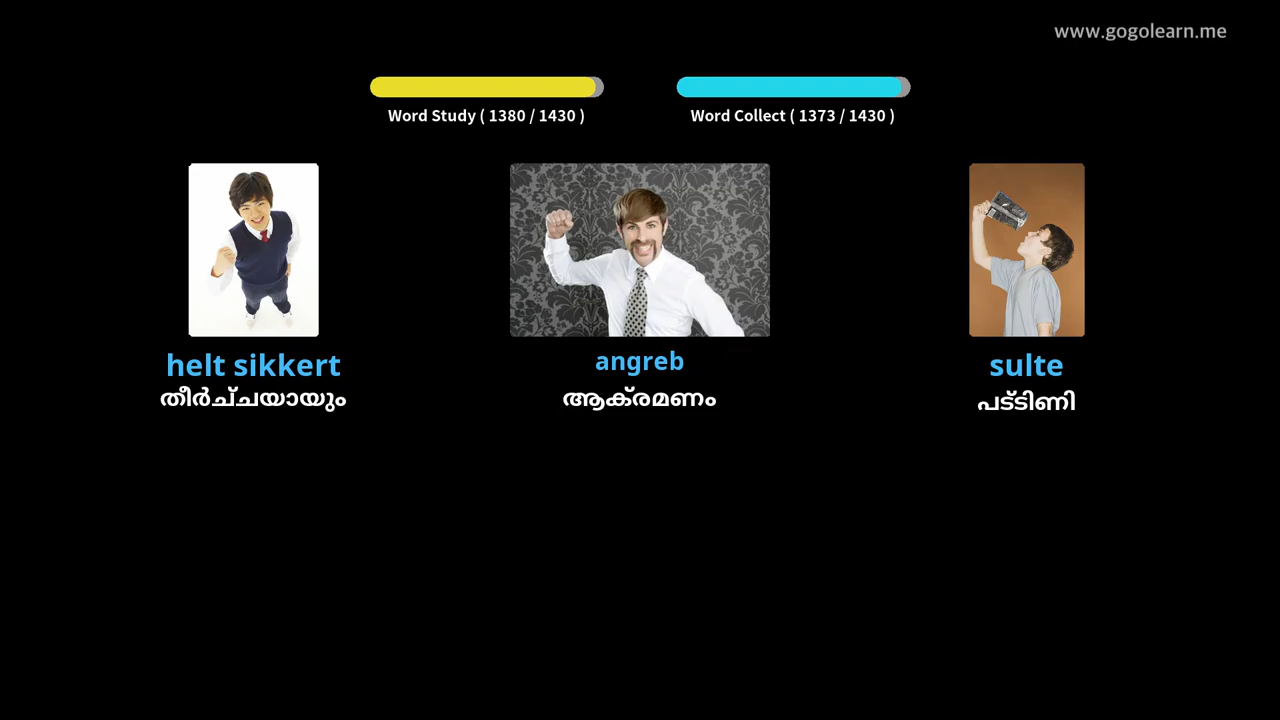 www.gogolearn.me
Word Study ( 1380 / 1430 )
Word Collect ( 1373 / 1430 )
helt sikkert
angreb
sulte
തീർച്ചയായും
ആക്രമണം
പട്ടിണി